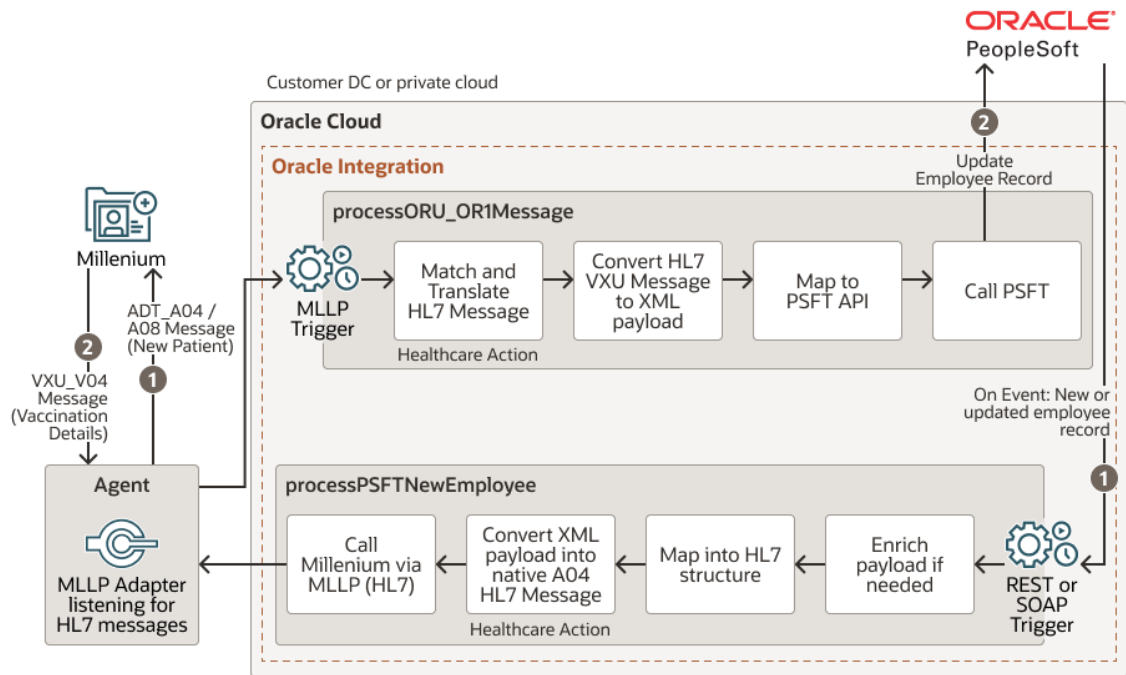 ORACLE
PeopleSoft
Customer DC or private cloud
Oracle Cloud
2
Update
Employee Record
Oracle Integration
processORU_OR1Message
Millenium
MLLP
Trigger
Match and
Translate
HL7 Message
Healthcare Action
Convert HL7
VXU Message
to XML
payload
Map to
PSFT API
Call PSFT
ADT_A04 /
A08 Message
(New Patient)
1
2
VXU_V04
Message
(Vaccination
Details)
On Event: New or
updated employee
record
1
Agent
MLLP Adapter
listening for
HL7 messages
processPSFTNewEmployee
Call
Millenium via
MLLP (HL7)
Convert XML
payload into
native A04
HL7 Message
Healthcare Action
Map into HL7
structure
Enrich
payload if
needed
REST or
SOAP
Trigger